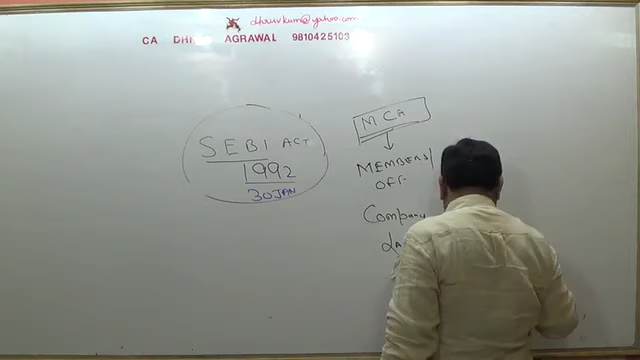 dhruvkum@yahoo.com
CA AGRAWAL 9810425103
SEBI ACT
1992
30 JAN
MCA
MEMBERS/
OFF
Company